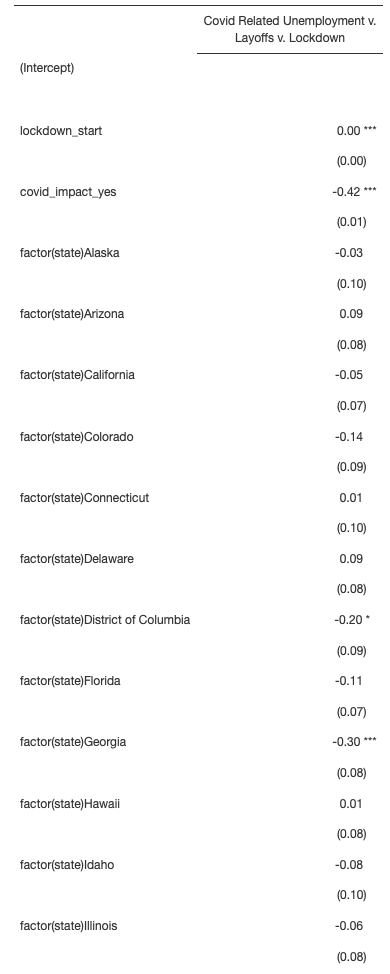 Covid Related Unemployment v.
Layoffs v. Lockdown
(Intercept)
lockdown_start 0.00 ***
(0.00)
covid_impact_yes -0.42 ***
(0.01)
factor(state)Alaska -0.03
(0.10)
factor(state)Arizona 0.09
(0.08)
factor(state)California -0.05
(0.07)
factor(state)Colorado -0.14
(0.09)
factor(state)Connecticut 0.01
(0.10)
factor(state)Delaware 0.09
(0.08)
factor(state)District of Columbia -0.20 *
(0.09)
factor(state)Florida -0.11
(0.07)
factor(state)Georgia -0.30 ***
(0.08)
factor(state)Hawaii 0.01
(0.08)
factor(state)Idaho -0.08
(0.10)
factor(state)Illinois -0.06
(0.08)